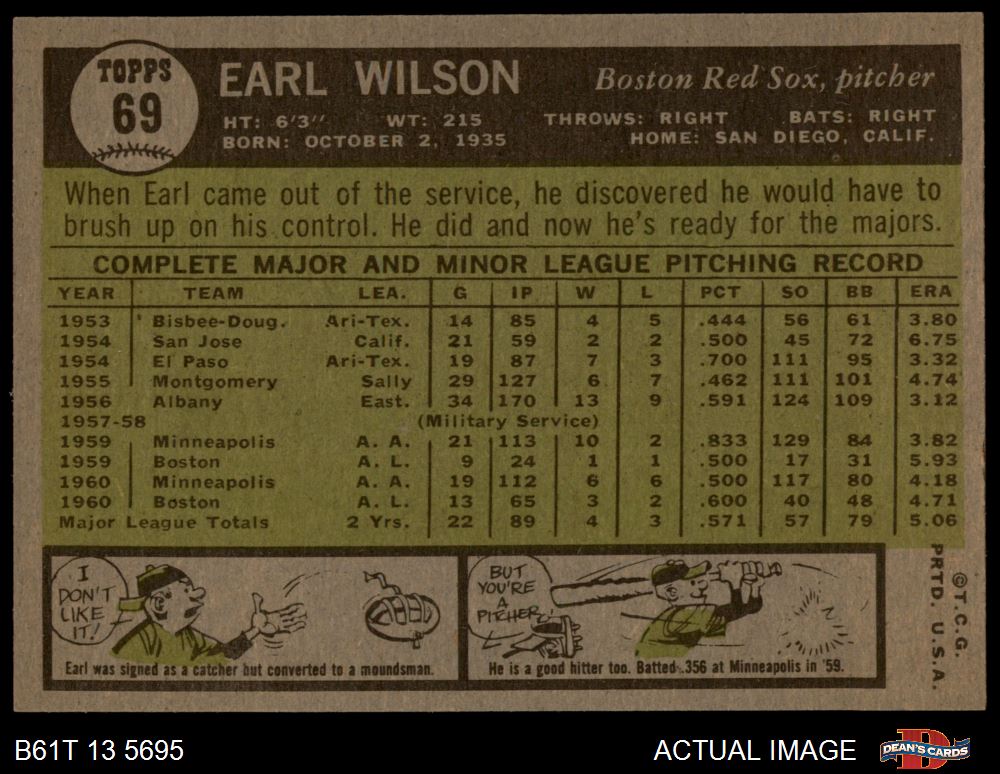 TOPPS
69
EARL WILSON
Boston Red Sox, pitcher
HT: 6'3" WT: 215 THROWS: RIGHT BATS: RIGHT
BORN: OCTOBER 2, 1935 HOME: SAN DIEGO, CALIF.
When Earl came out of the service, he discovered he would have to
brush up on his control. He did and now he's ready for the majors.
COMPLETE MAJOR AND MINOR LEAGUE PITCHING RECORD
YEAR TEAM LEA. G IP W L PCT SO BB ERA
1953 Bisbee-Doug. Ari-Tex. 14 85 4 5 .444 56 61 3.80
1954 San Jose Calif. 21 59 2 2 .500 45 72 6.75
1954 El Paso Ari-Tex. 19 87 7 3 .700 111 95 3.32
1955 Montgomery Sally 29 127 6 7 .462 111 101 4.74
1956 Albany East. 34 170 13 9 .591 124 109 3.12
1957-58 (Military Service)
1959 Minneapolis A. A. 21 113 10 2 .833 129 84 3.82
1959 Boston A. L. 9 24 1 1 .500 17 31 5.93
1960 Minneapolis A. A. 19 112 6 6 .500 117 80 4.18
1960 Boston A. L. 13 65 3 2 .600 40 48 4.71
Major League Totals 2 Yrs. 22 89 4 3 .571 57 79 5.06
I
DON'T
LIKE
IT!
Earl was signed as a catcher but converted to a moundsman.
BUT
YOU'RE
A
PITCHER
He is a good hitter too. Batted .356 at Minneapolis in '59.
©T.C.G.
PRTD. U.S.A.
B61T 13 5695
ACTUAL IMAGE
DEAN'S CARDS